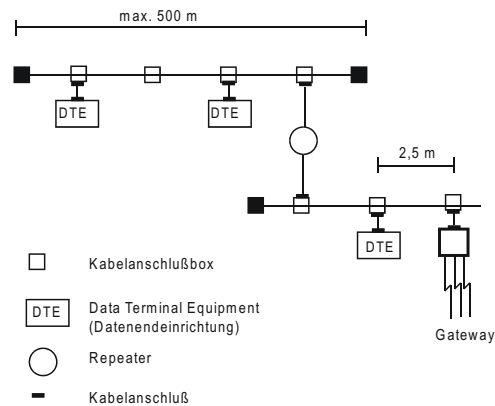 max. 500 m
DTE
DTE
2,5 m
DTE
Kabelanschlußbox
DTE
Data Terminal Equipment
(Datenendeinrichtung)
Gateway
Repeater
Kabelanschluß